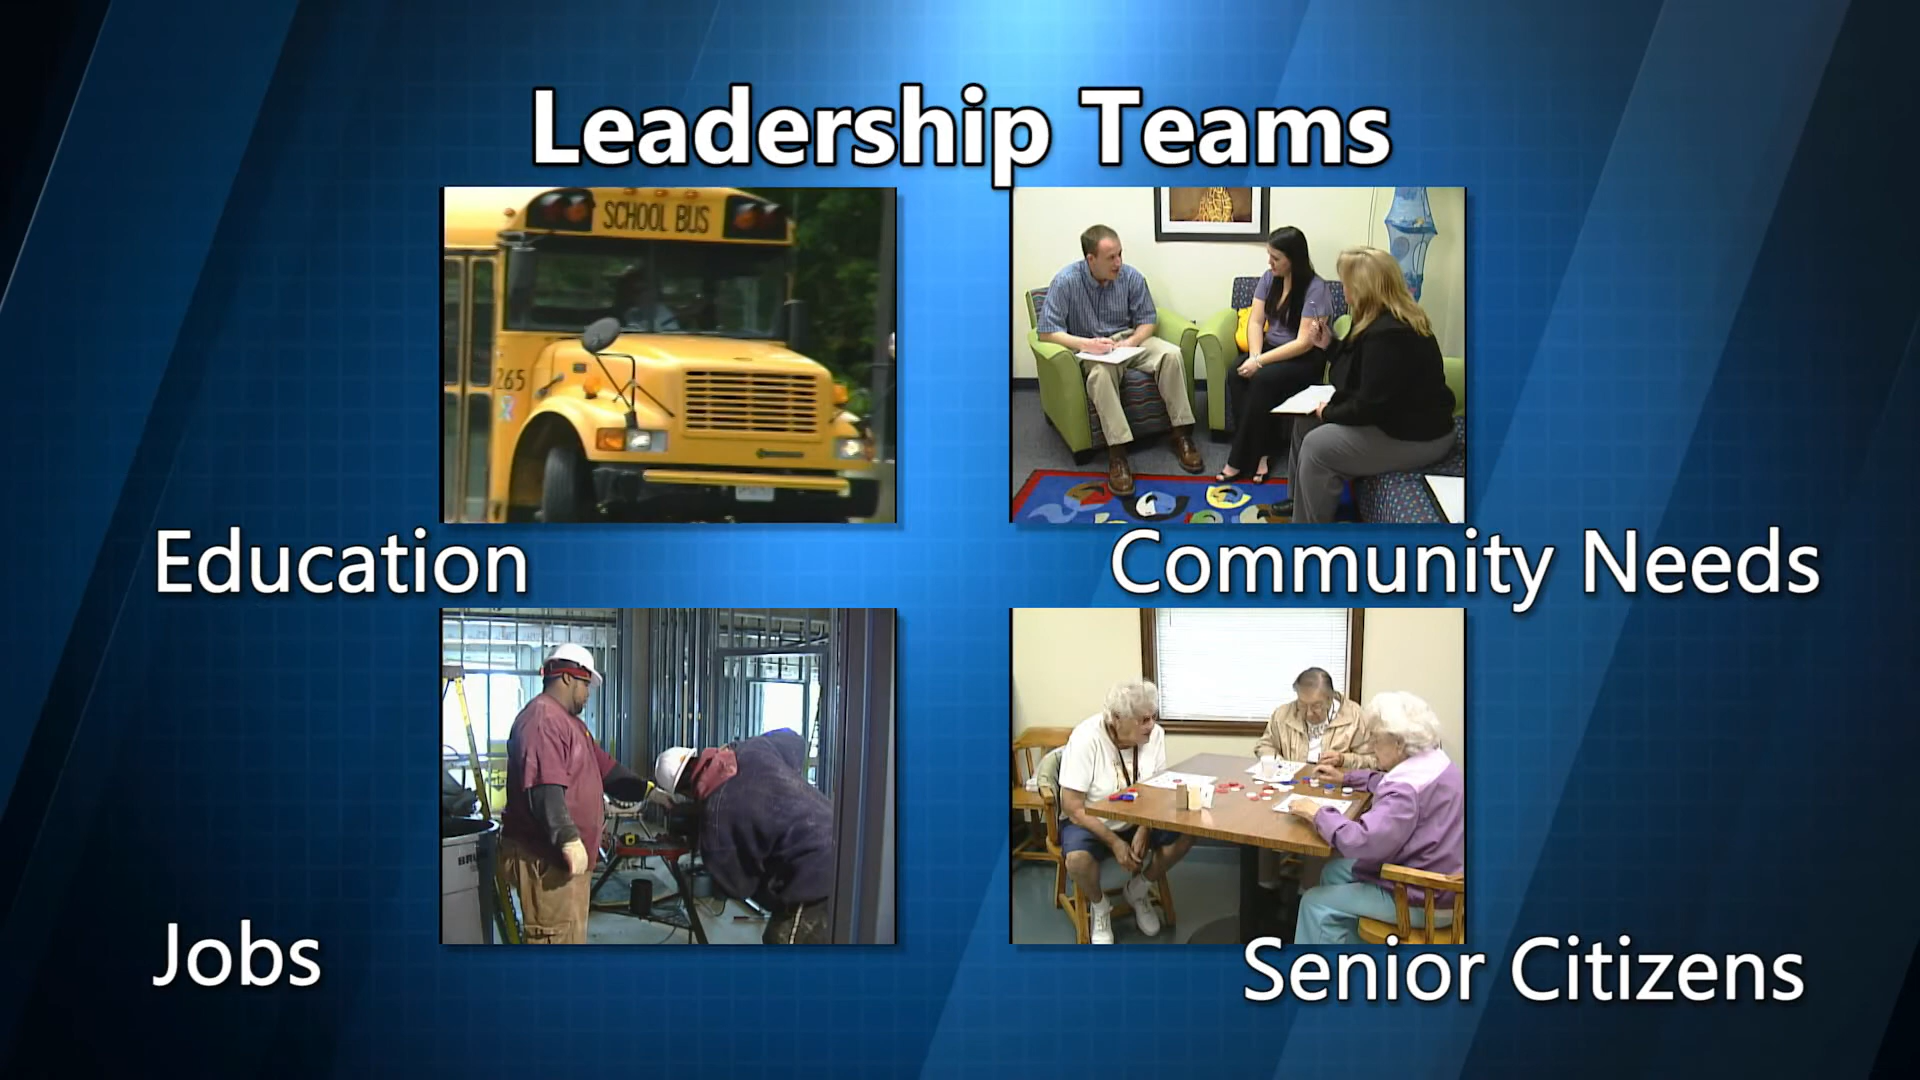 Leadership Teams
SCHOOL BUS
265
Education
Community Needs
Jobs
Senior Citizens